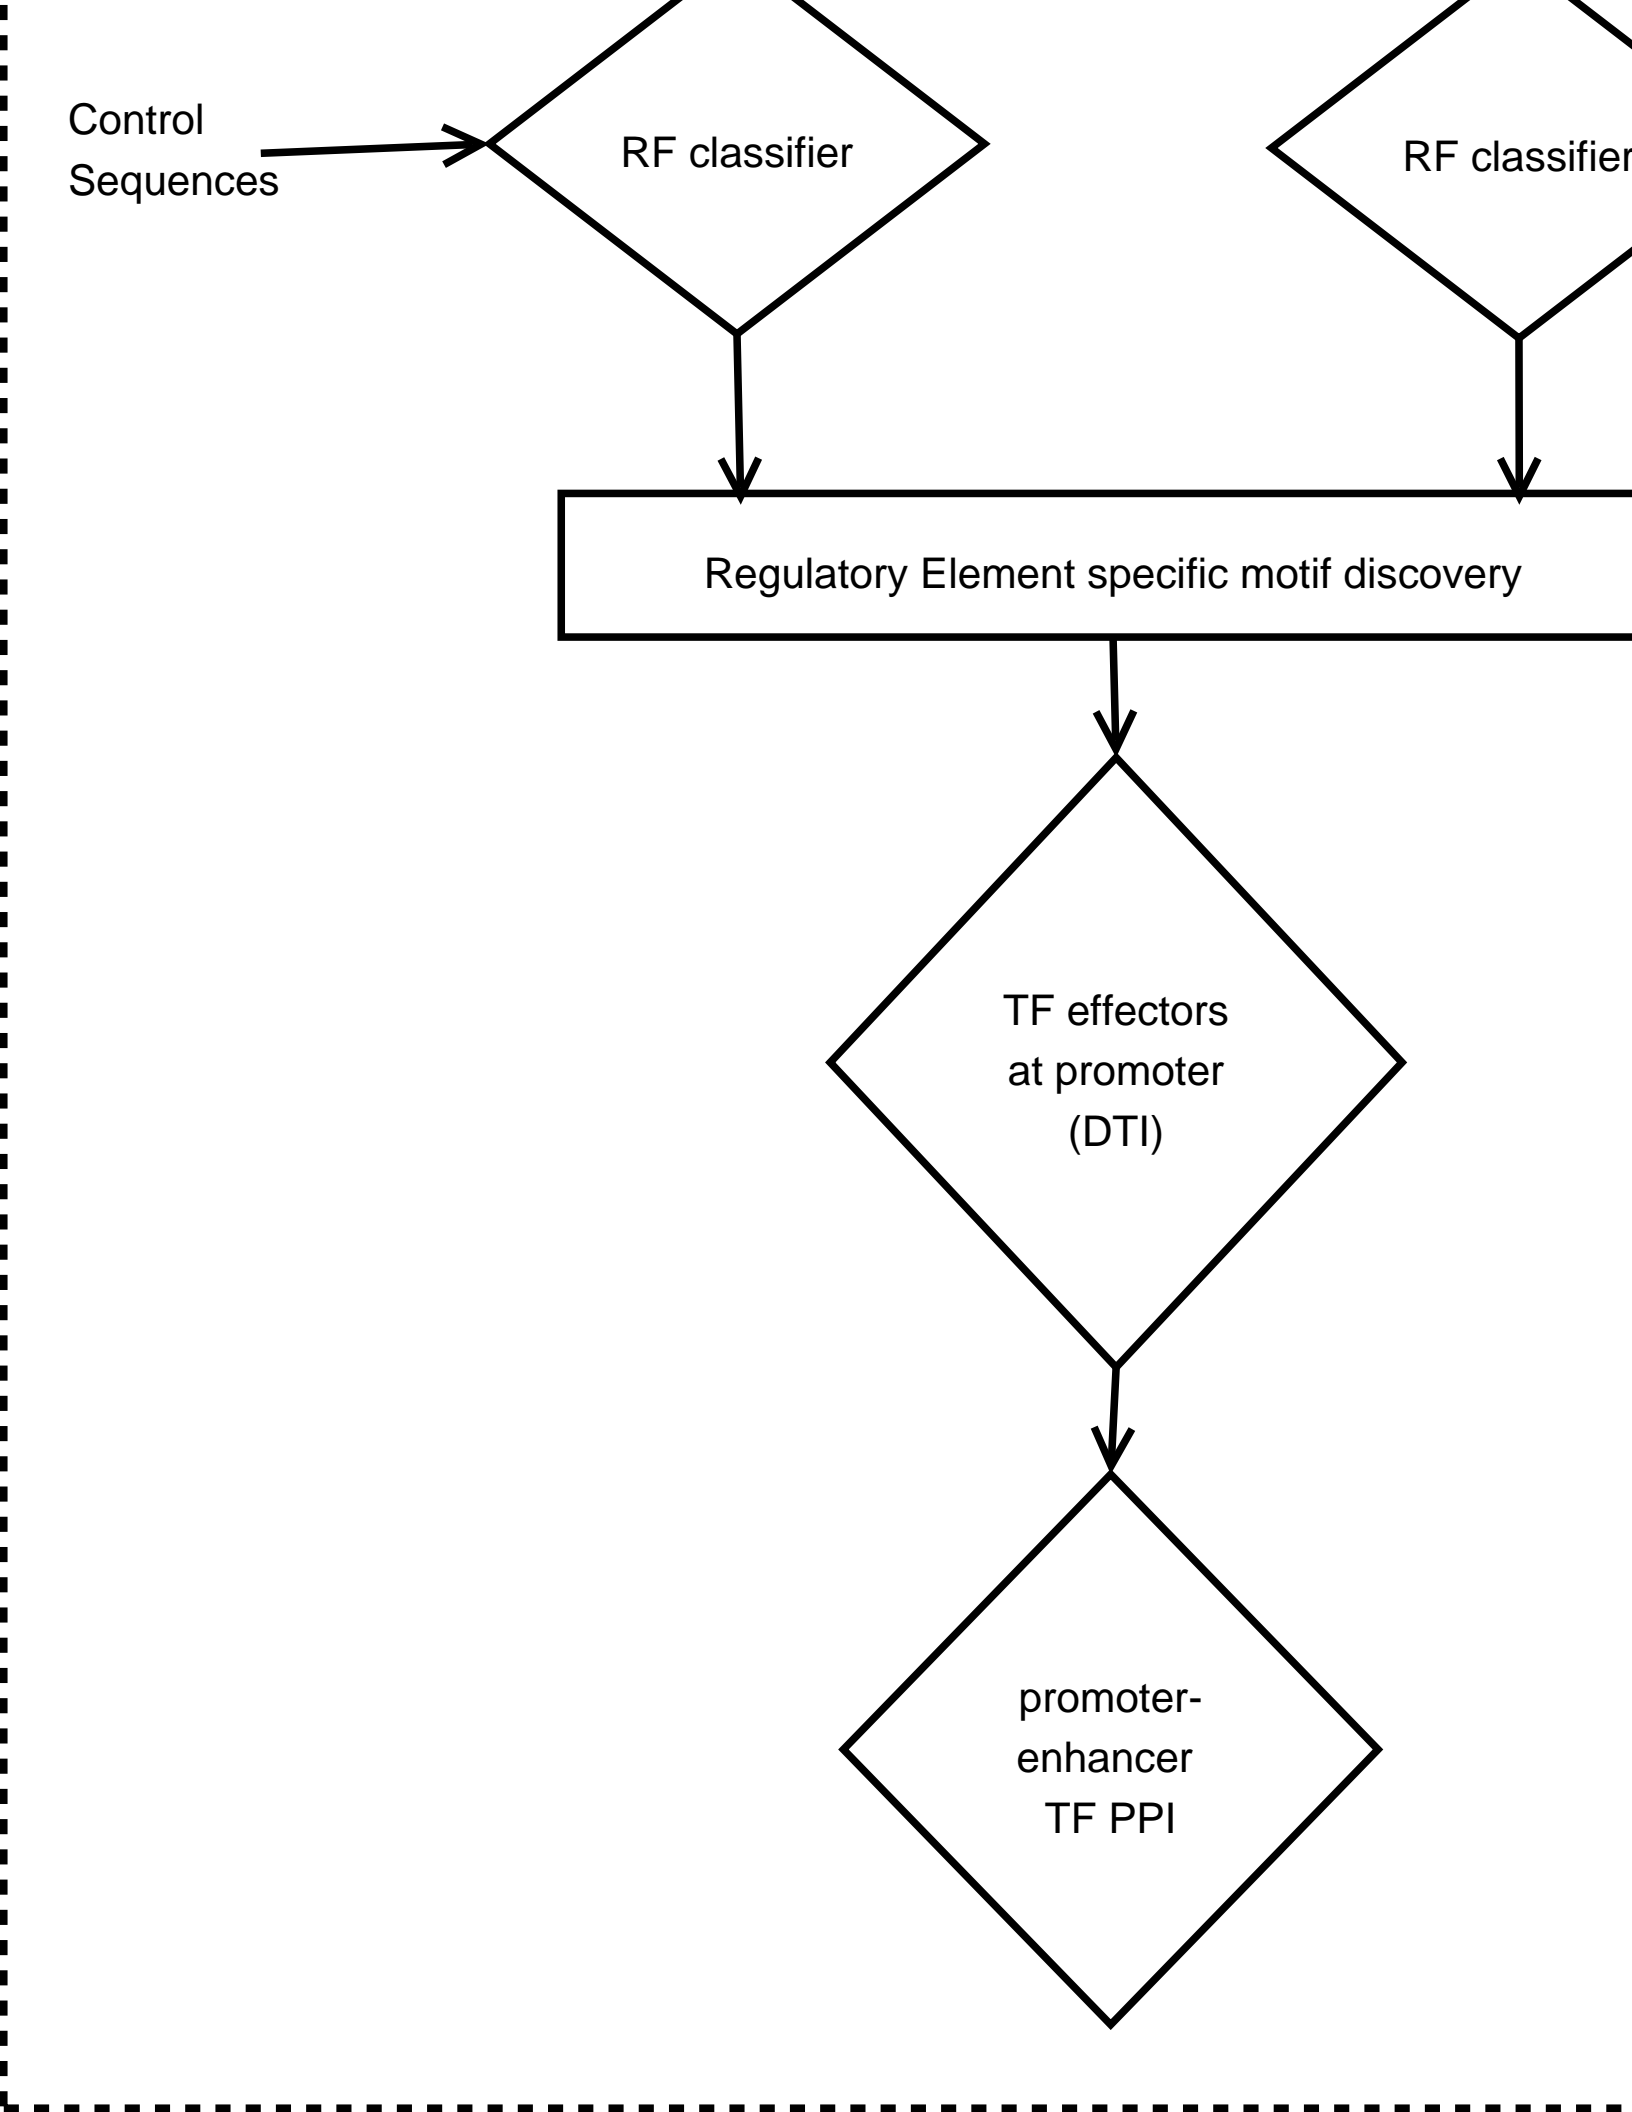 Control
Sequences
RF classifier
RF classifier
Regulatory Element specific motif discovery
TF effectors
at promoter
(DTI)
promoter-
enhancer
TF PPI